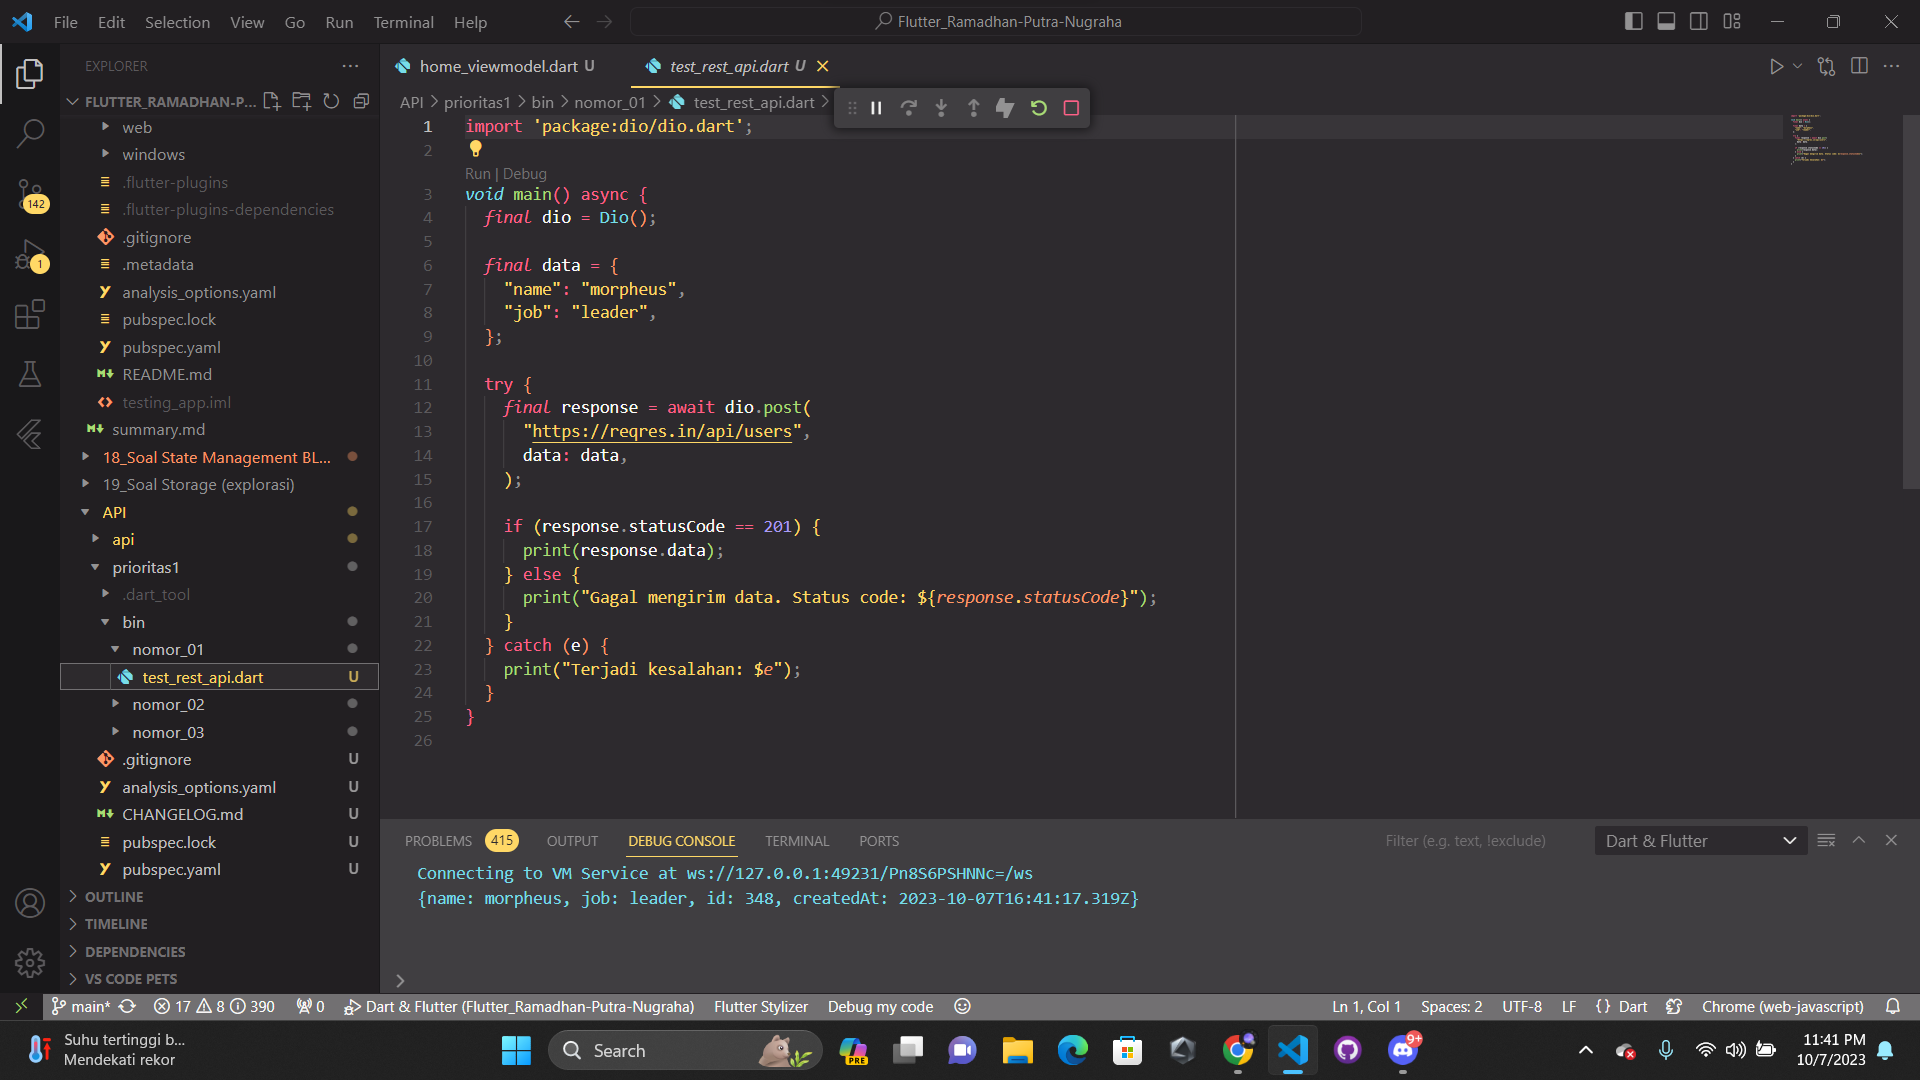 File Edit Selection View Go Run Terminal Help
Flutter_Ramadhan-Putra-Nugraha
EXPLORER
FLUTTER_RAMADHAN-P...
web
windows
.flutter-plugins
.flutter-plugins-dependencies
.gitignore
.metadata
analysis_options.yaml
pubspec.lock
pubspec.yaml
README.md
testing_app.iml
summary.md
18_Soal State Management BL...
19_Soal Storage (explorasi)
API
api
prioritas1
.dart_tool
bin
nomor_01
test_rest_api.dart U
nomor_02
nomor_03
.gitignore U
analysis_options.yaml U
CHANGELOG.md U
pubspec.lock U
pubspec.yaml U
OUTLINE
TIMELINE
DEPENDENCIES
VS CODE PETS
142
1
home_viewmodel.dart U
test_rest_api.dart U
API > prioritas1 > bin > nomor_01 > test_rest_api.dart >
1 import 'package:dio/dio.dart';
2
Run | Debug
3 void main() async {
4 final dio = Dio();
5
6 final data = {
7 "name": "morpheus",
8 "job": "leader",
9 };
10
11 try {
12 final response = await dio.post(
13 "https://reqres.in/api/users",
14 data: data,
15 );
16
17 if (response.statusCode == 201) {
18 print(response.data);
19 } else {
20 print("Gagal mengirim data. Status code: ${response.statusCode}");
21 }
22 } catch (e) {
23 print("Terjadi kesalahan: $e");
24 }
25 }
26
PROBLEMS 415 OUTPUT DEBUG CONSOLE TERMINAL PORTS
Filter (e.g. text, !exclude)
Dart & Flutter
Connecting to VM Service at ws://127.0.0.1:49231/Pn8S6PSHNNc=/ws
{name: morpheus, job: leader, id: 348, createdAt: 2023-10-07T16:41:17.319Z}
main* 17 8 390 0 Dart & Flutter (Flutter_Ramadhan-Putra-Nugraha) Flutter Stylizer Debug my code
Ln 1, Col 1 Spaces: 2 UTF-8 LF {} Dart Chrome (web-javascript)
Suhu tertinggi b...
Mendekati rekor
Search
PRE
9+
11:41 PM
10/7/2023